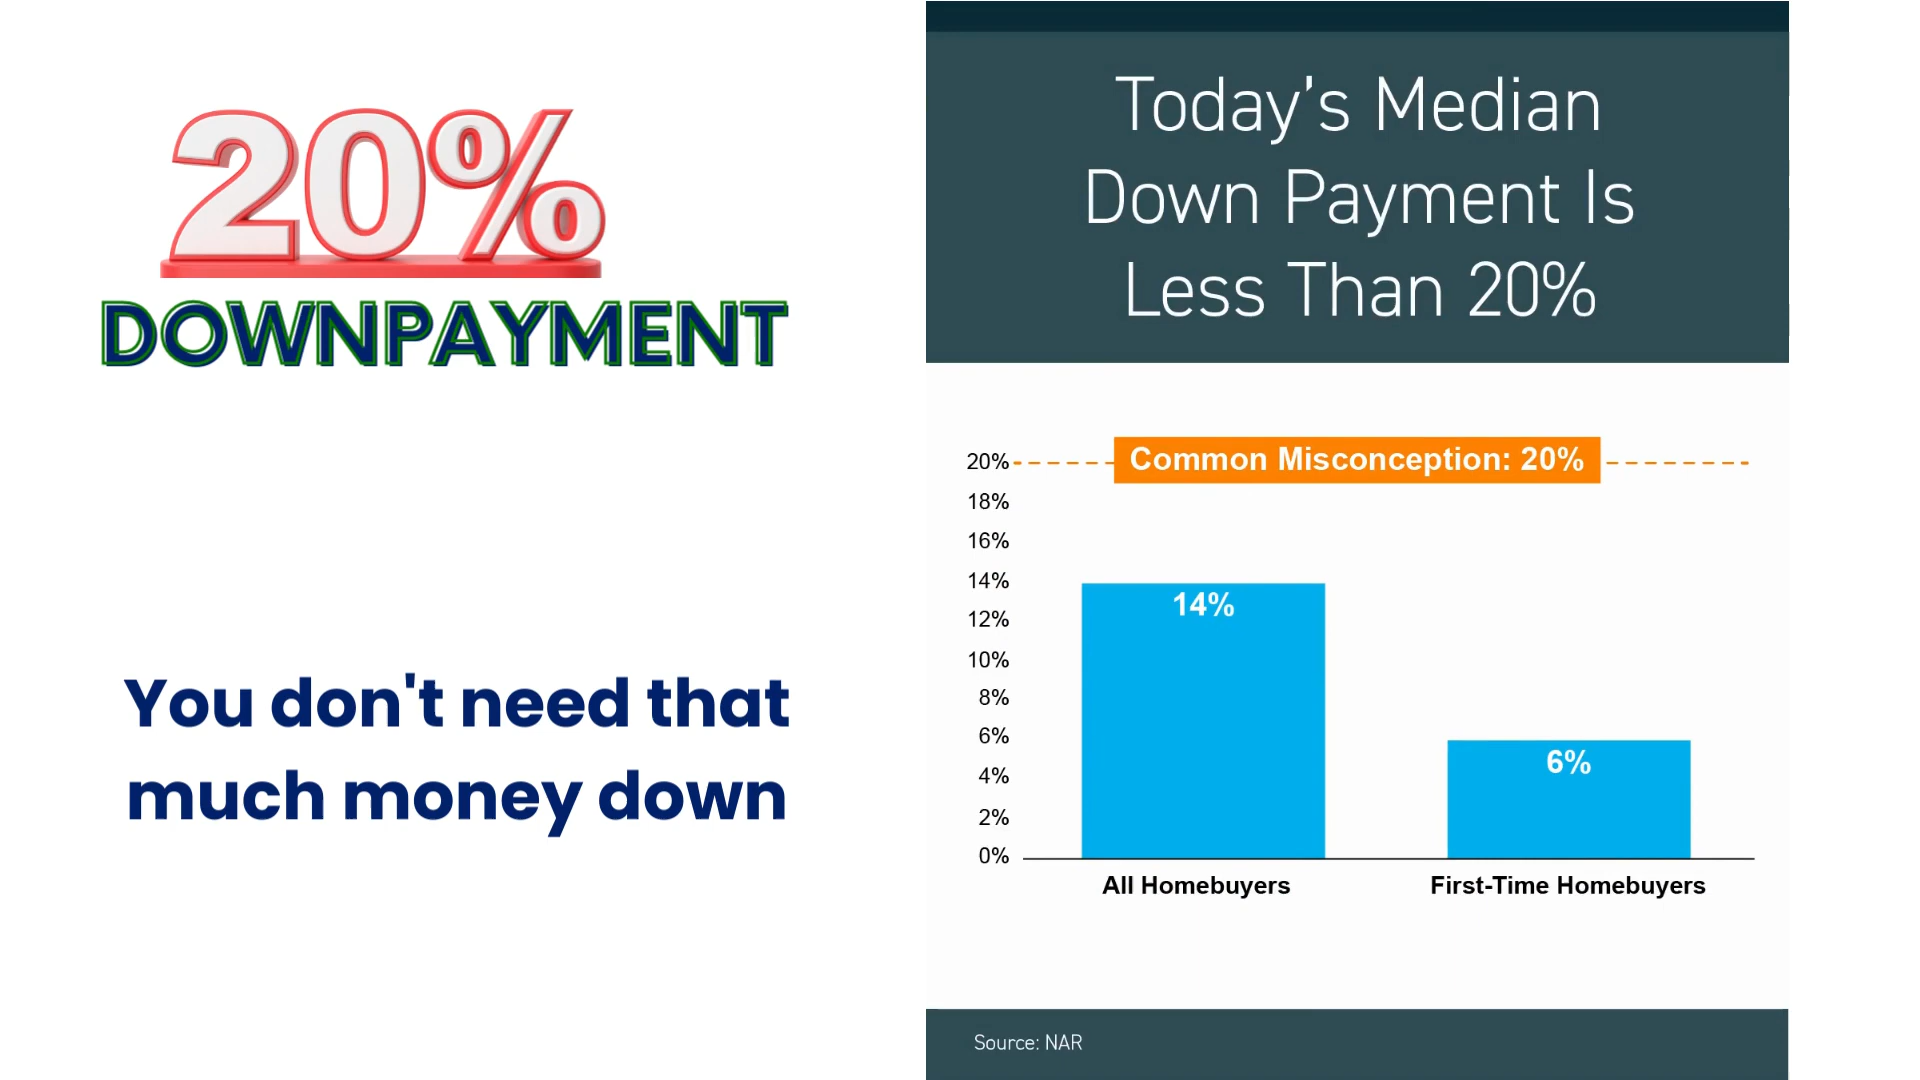 20%
DOWNPAYMENT
You don't need that
much money down
Today's Median
Down Payment Is
Less Than 20%
20%
Common Misconception: 20%
18%
16%
14%
12%
10%
8%
6%
4%
2%
0%
14%
6%
All Homebuyers
First-Time Homebuyers
Source: NAR